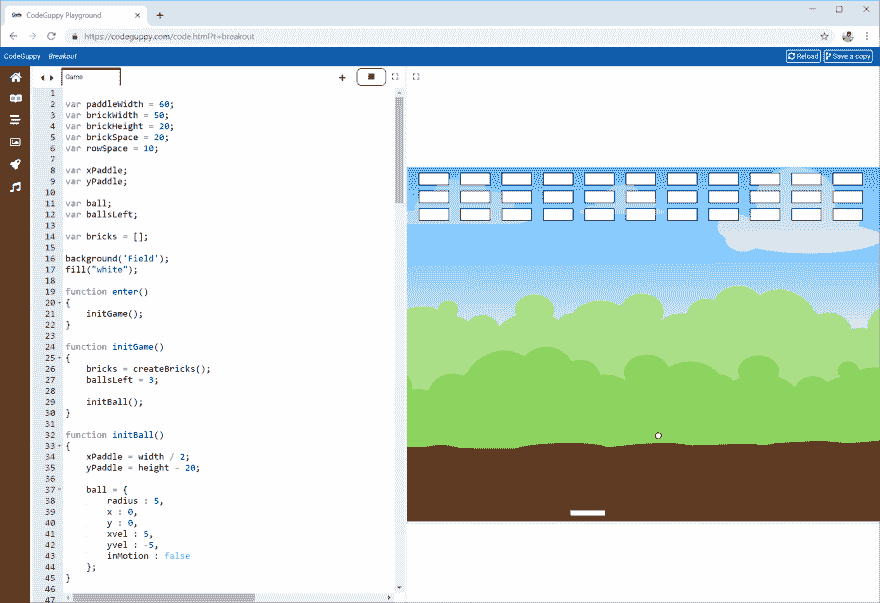 CodeGuppy Playground
https://codeguppy.com/code.html?t=breakout
CodeGuppy Breakout Reload Save a copy
Game
1
2 var paddleWidth = 60;
3 var brickWidth = 50;
4 var brickHeight = 20;
5 var brickSpace = 20;
6 var rowSpace = 10;
7
8 var xPaddle;
9 var yPaddle;
10
11 var ball;
12 var ballsLeft;
13
14 var bricks = [];
15
16 background('Field');
17 fill("white");
18
19 function enter()
20 {
21 initGame();
22 }
23
24 function initGame()
25 {
26 bricks = createBricks();
27 ballsLeft = 3;
28
29 initBall();
30 }
31
32 function initBall()
33 {
34 xPaddle = width / 2;
35 yPaddle = height - 20;
36
37 ball = {
38 radius : 5,
39 x : 0,
40 y : 0,
41 xvel : 5,
42 yvel : -5,
43 inMotion : false
44 };
45 }
46
47